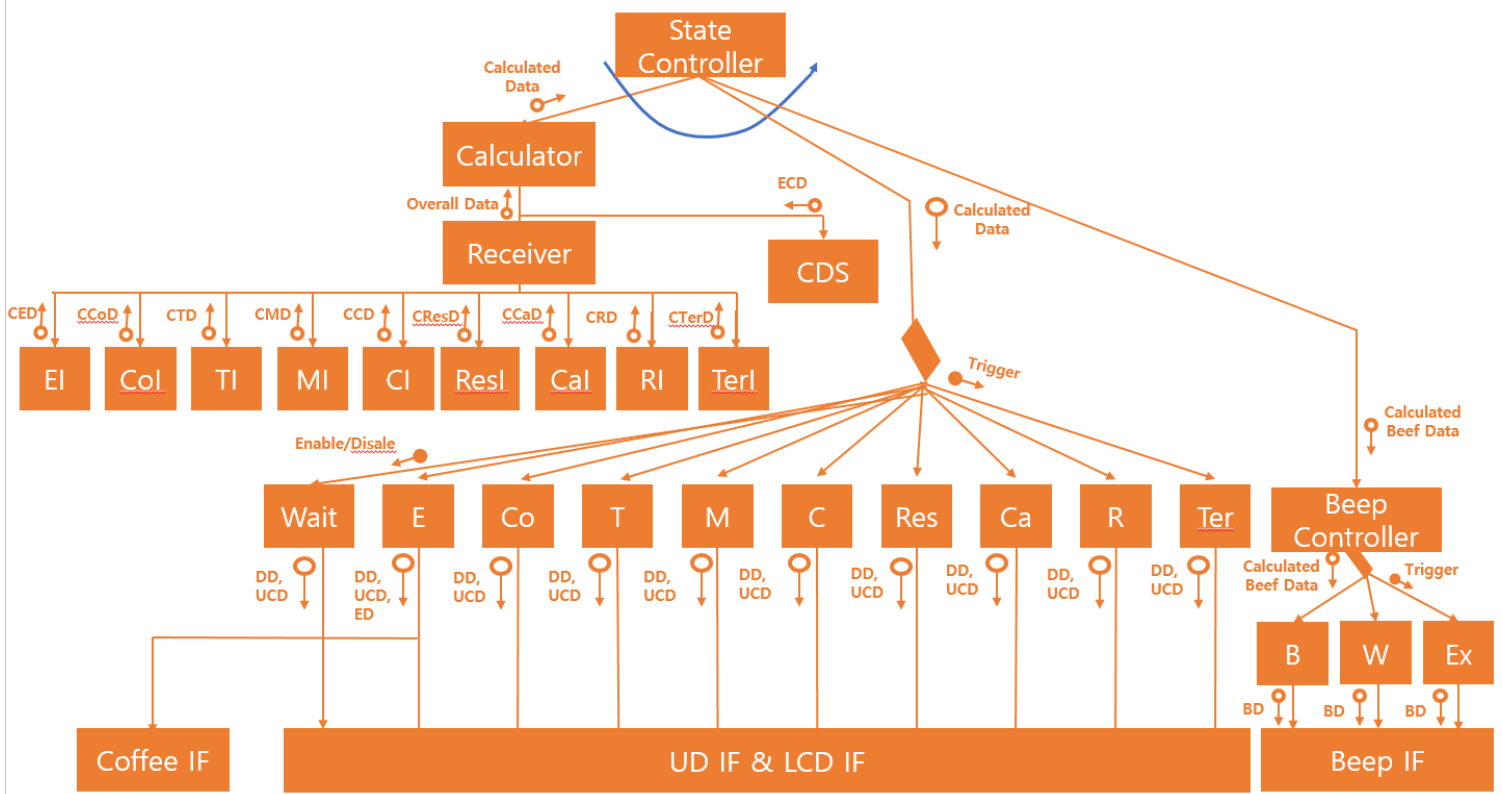 State
Controller
Calculated
Data
Calculator
ECD
Overall Data
Calculated
Data
Receiver
CDS
CED
CCoD
CTD
CMD
CCD
CResD
CCaD
CRD
CTerD
EI
CoI
TI
MI
CI
ResI
CaI
RI
TerI
Trigger
Calculated
Beef Data
Enable/Disale
Wait
E
Co
T
M
C
Res
Ca
R
Ter
Beep
Controller
DD,
UCD
DD,
UCD,
ED
DD,
UCD
DD,
UCD
DD,
UCD
DD,
UCD
DD,
UCD
DD,
UCD
DD,
UCD
DD,
UCD
Calculated
Beef Data
Trigger
B
W
Ex
BD
BD
BD
Coffee IF
UD IF & LCD IF
Beep IF